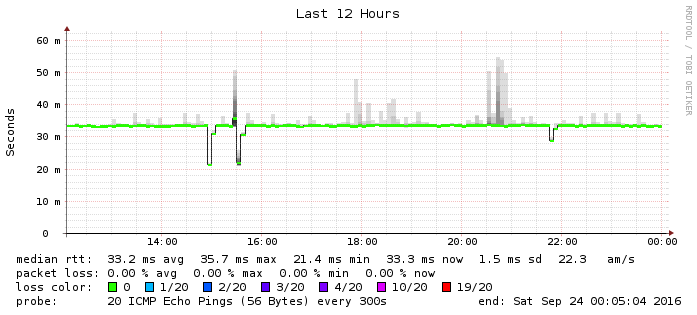 Last 12 Hours
RRDTOOL / TOBI OETIKER
Seconds
60 m
50 m
40 m
30 m
20 m
10 m
0
14:00 16:00 18:00 20:00 22:00 00:00
median rtt: 33.2 ms avg 35.7 ms max 21.4 ms min 33.3 ms now 1.5 ms sd 22.3 am/s
packet loss: 0.00 % avg 0.00 % max 0.00 % min 0.00 % now
loss color: 0 1/20 2/20 3/20 4/20 10/20 19/20
probe: 20 ICMP Echo Pings (56 Bytes) every 300s end: Sat Sep 24 00:05:04 2016